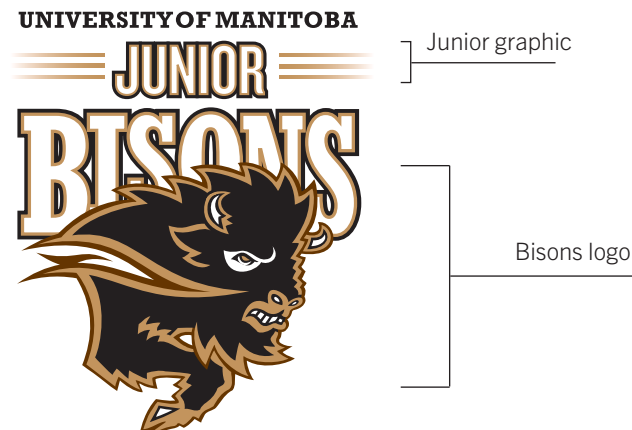 UNIVERSITY OF MANITOBA
JUNIOR
BISONS
Junior graphic
Bisons logo